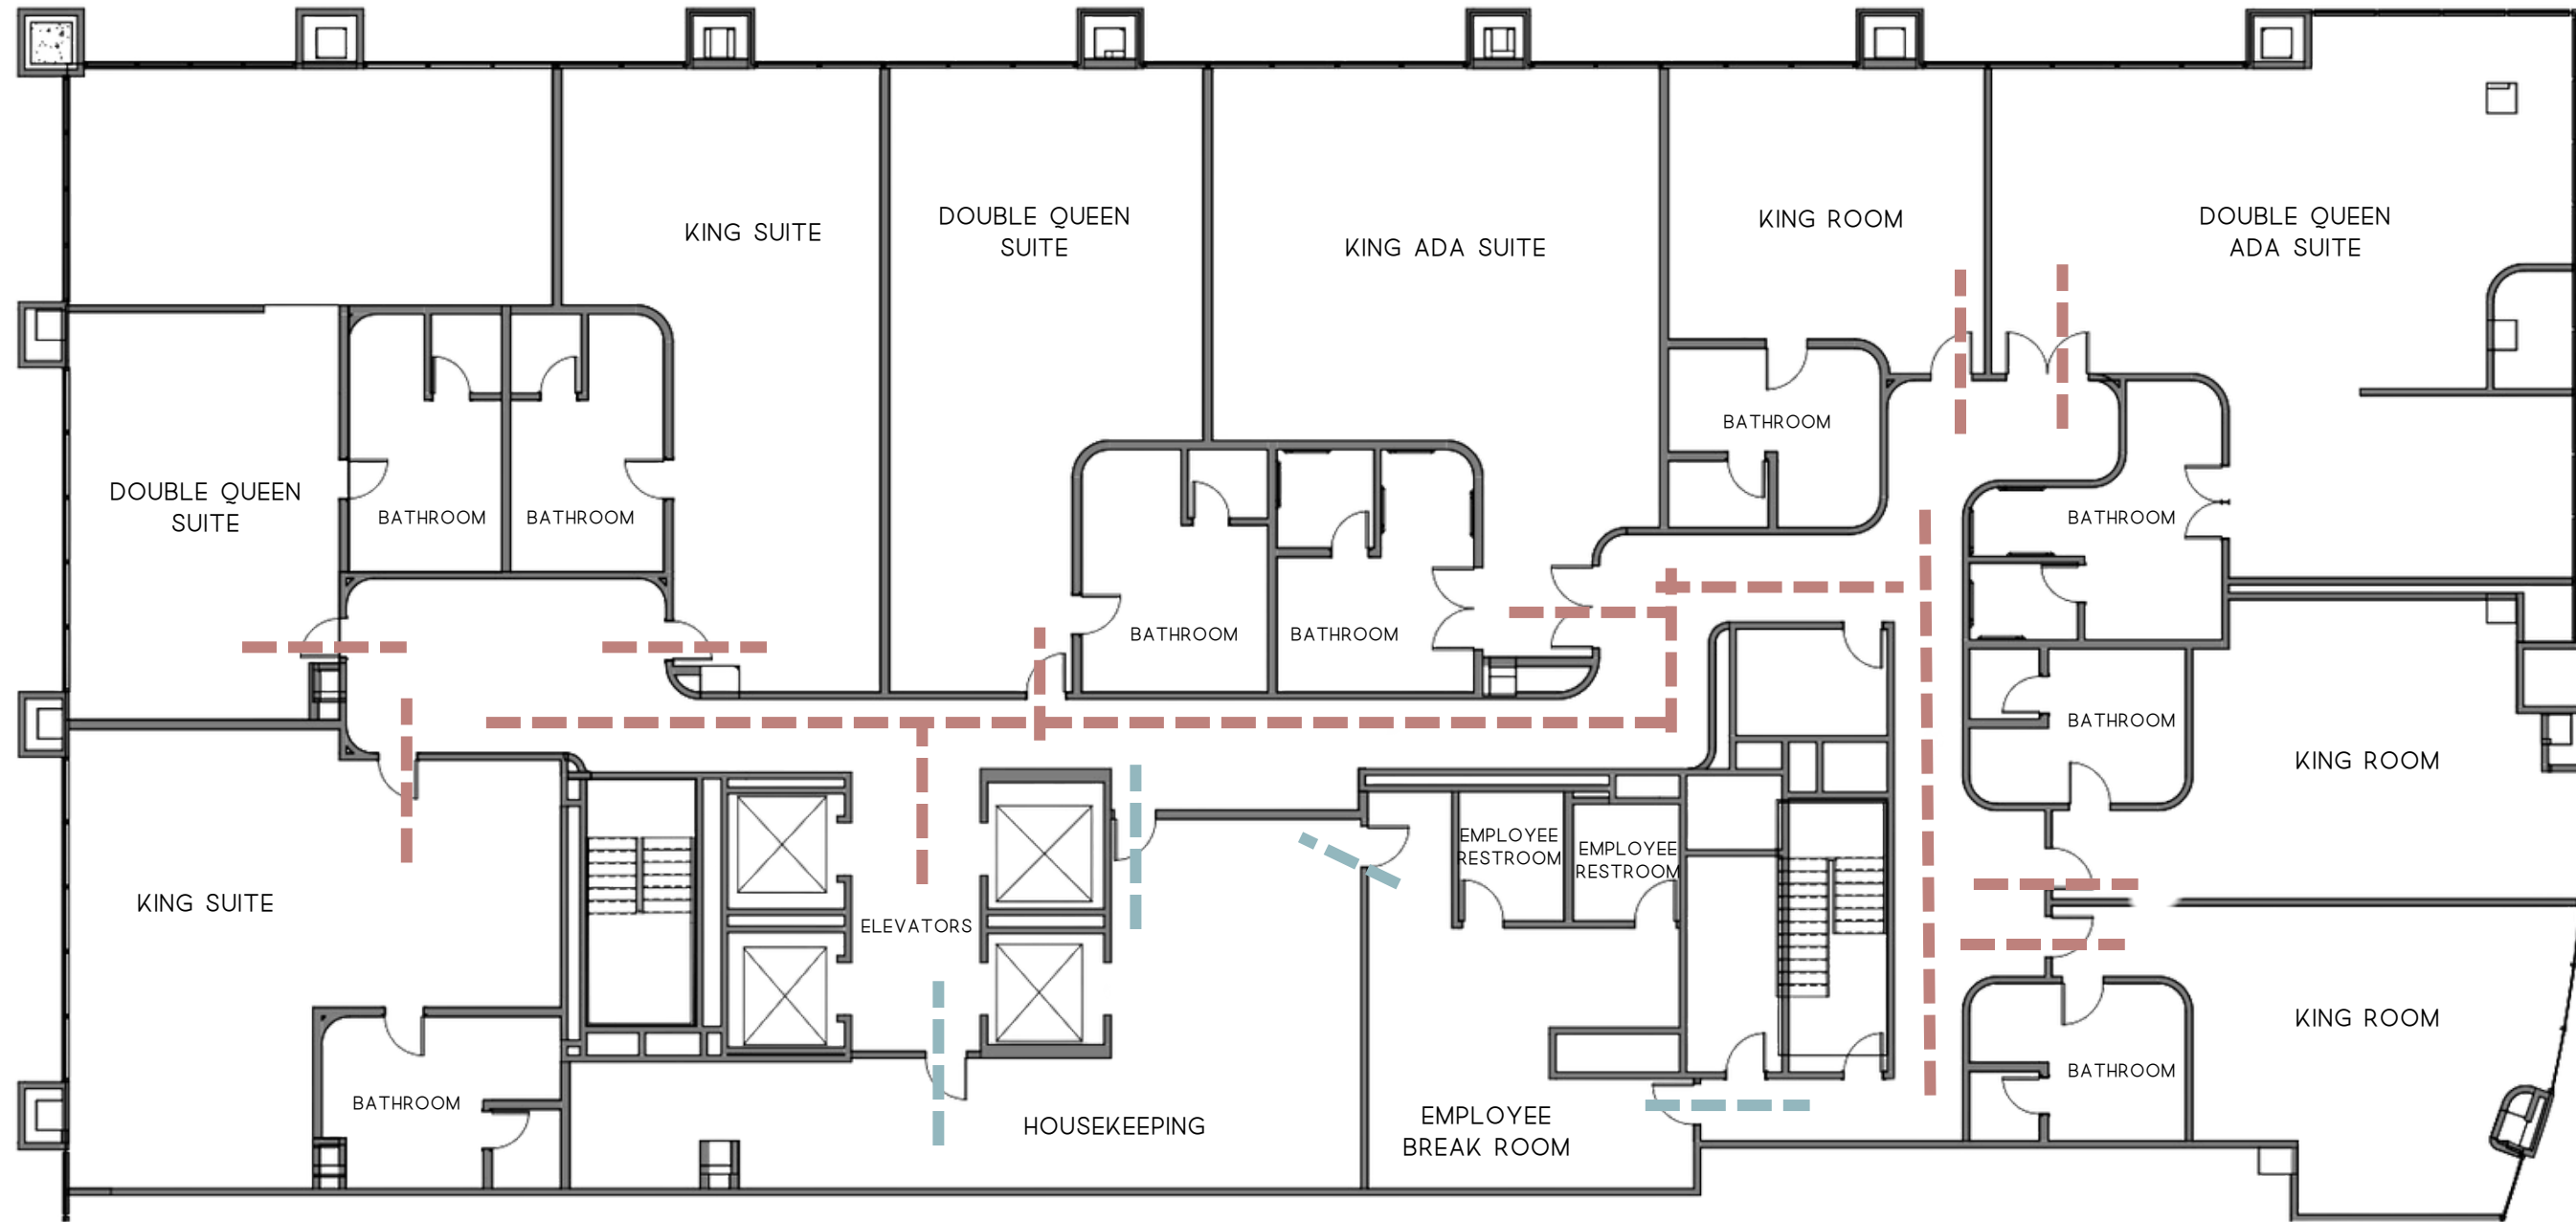 DOUBLE QUEEN
SUITE
DOUBLE QUEEN
ADA SUITE
KING ROOM
KING SUITE
KING ADA SUITE
BATHROOM
DOUBLE QUEEN
SUITE
BATHROOM
BATHROOM
BATHROOM
BATHROOM
BATHROOM
BATHROOM
KING ROOM
EMPLOYEE
RESTROOM
EMPLOYEE
RESTROOM
KING SUITE
ELEVATORS
KING ROOM
BATHROOM
BATHROOM
HOUSEKEEPING
EMPLOYEE
BREAK ROOM